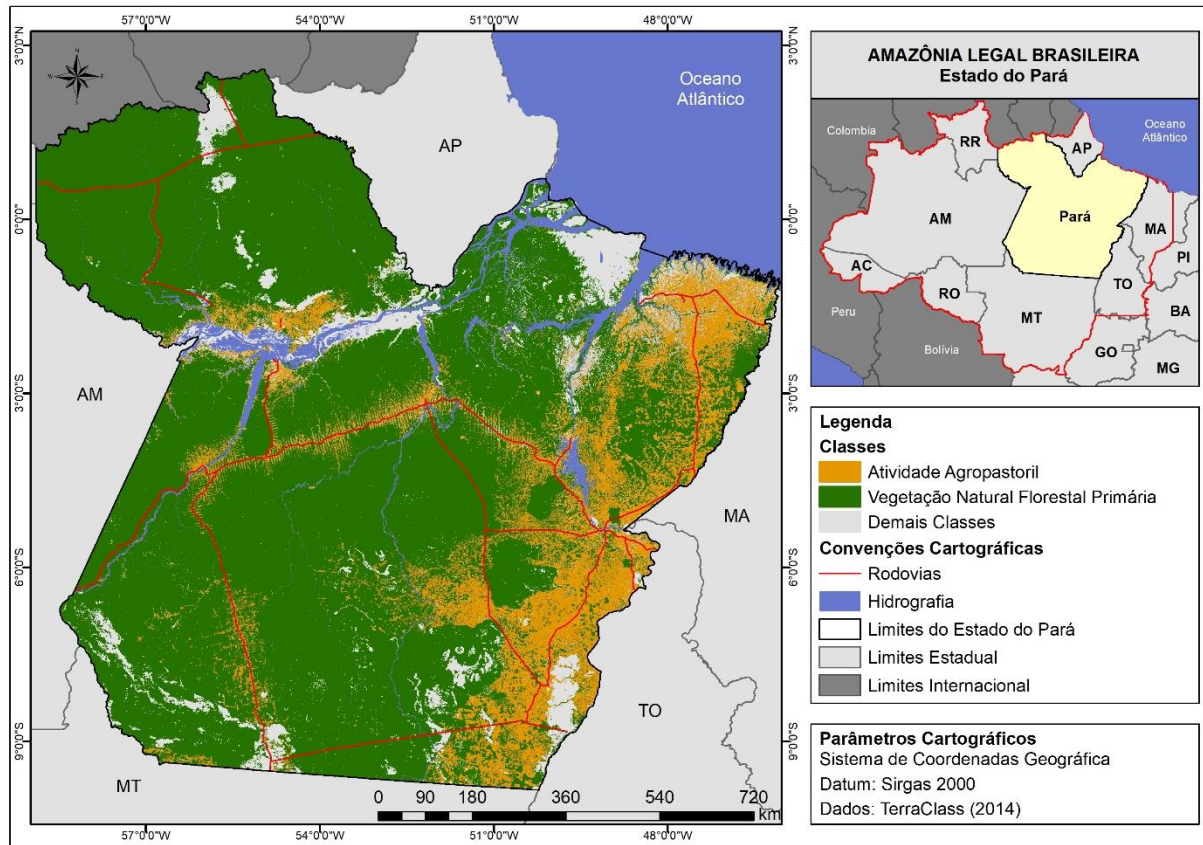 57°0'0"W
54°0'0"W
51°0'0"W
48°0'0"W
3°0'0"N
0°0'0"
3°0'0"S
6°0'0"S
9°0'0"S
N
E
S
W
Oceano
Atlântico
AP
AM
MA
TO
MT
0 90 180 360 540 720
km
3°0'0"N
0°0'0"
3°0'0"S
6°0'0"S
9°0'0"S
57°0'0"W
54°0'0"W
51°0'0"W
48°0'0"W
AMAZÔNIA LEGAL BRASILEIRA
Estado do Pará
Colombia
Oceano
Atlântico
RR
AP
AM
Pará
MA
PI
AC
RO
TO
BA
Peru
MT
Bolívia
GO
MG
Legenda
Classes
Atividade Agropastoril
Vegetação Natural Florestal Primária
Demais Classes
Convenções Cartográficas
Rodovias
Hidrografia
Limites do Estado do Pará
Limites Estadual
Limites Internacional
Parâmetros Cartográficos
Sistema de Coordenadas Geográfica
Datum: Sirgas 2000
Dados: TerraClass (2014)